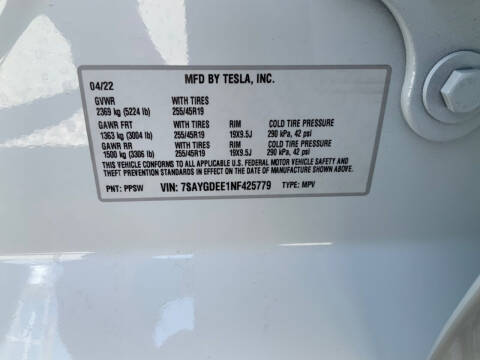 04/22 MFD BY TESLA, INC.
GVWR WITH TIRES
2369 kg (5224 lb) 255/45R19
GAWR FRT WITH TIRES RIM COLD TIRE PRESSURE
1363 kg (3004 lb) 255/45R19 19X9.5J 290 kPa, 42 psi
GAWR RR WITH TIRES RIM COLD TIRE PRESSURE
1500 kg (3306 lb) 255/45R19 19X9.5J 290 kPa, 42 psi
THIS VEHICLE CONFORMS TO ALL APPLICABLE U.S. FEDERAL MOTOR VEHICLE SAFETY AND
THEFT PREVENTION STANDARDS IN EFFECT ON THE DATE OF MANUFACTURE SHOWN ABOVE.
PNT: PPSW VIN: 7SAYGDEE1NF425779 TYPE: MPV